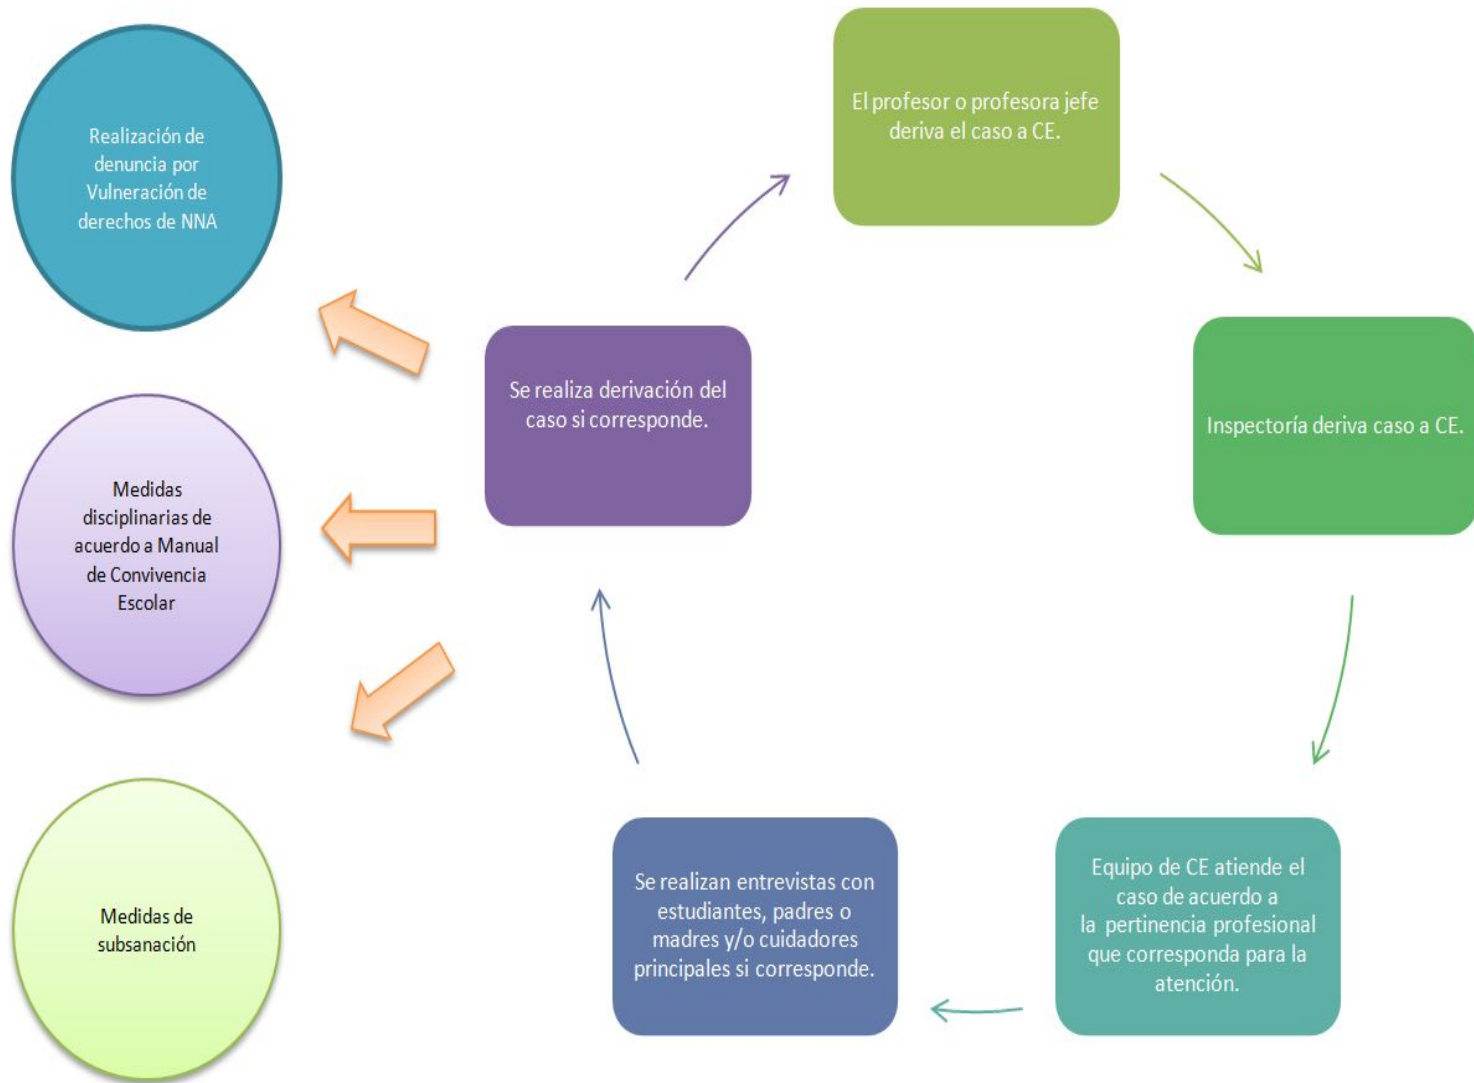 Realización de
denuncia por
Vulneración de
derechos de NNA
Medidas
disciplinarias de
acuerdo a Manual
de Convivencia
Escolar
Medidas de
subsanación
El profesor o profesora jefe
deriva el caso a CE.
Inspectoría deriva caso a CE.
Equipo de CE atiende el
caso de acuerdo a
la pertinencia profesional
que corresponda para la
atención.
Se realizan entrevistas con
estudiantes, padres o
madres y/o cuidadores
principales si corresponde.
Se realiza derivación del
caso si corresponde.